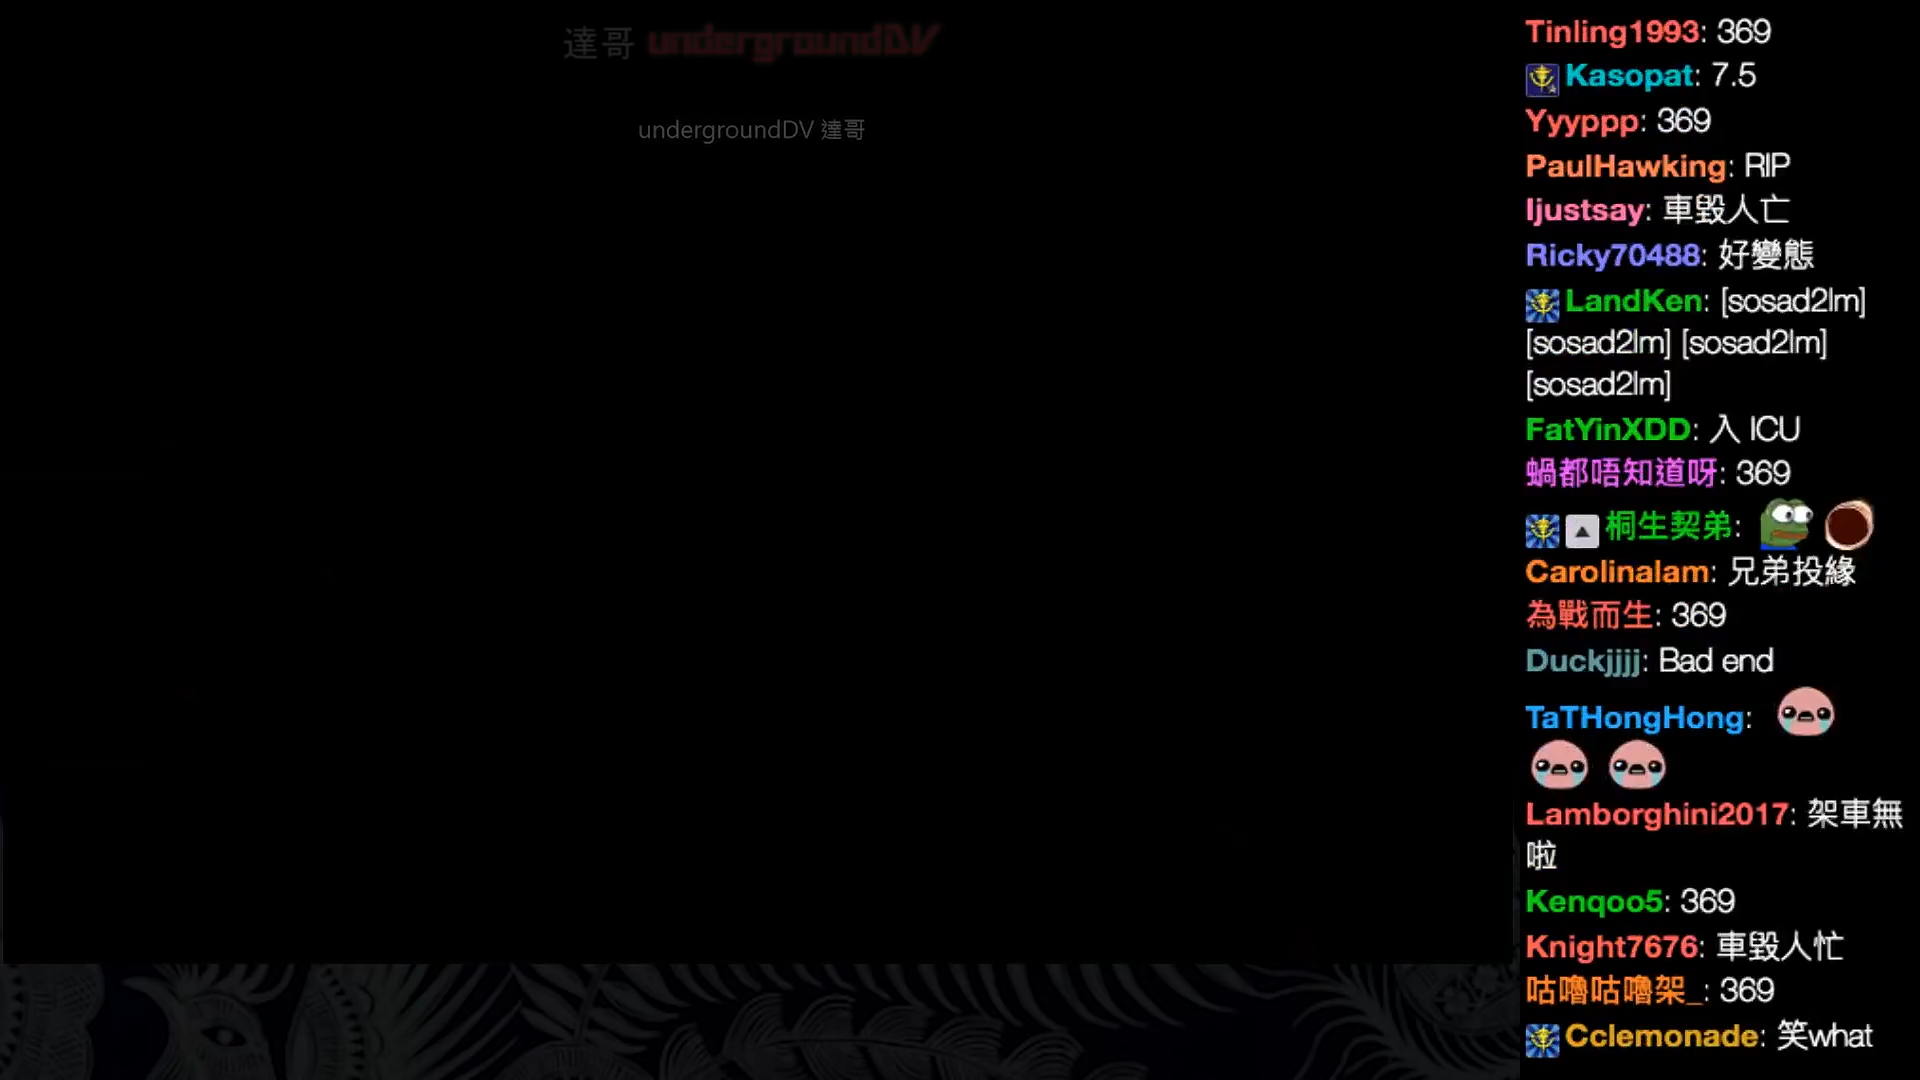 達哥 undergroundDV
undergroundDV 達哥
Tinling1993: 369
Kasopat: 7.5
Yyyppp: 369
PaulHawking: RIP
Ijustsay: 車毀人亡
Ricky70488: 好變態
LandKen: [sosad2lm]
[sosad2lm] [sosad2lm]
[sosad2lm]
FatYinXDD: 入 ICU
蝸都唔知道呀: 369
桐生契弟:
Carolinalam: 兄弟投緣
為戰而生: 369
Duckjjjj: Bad end
TaTHongHong:
Lamborghini2017: 架車無
啦
Kenqoo5: 369
Knight7676: 車毀人忙
咕嚕咕嚕架_: 369
Cclemonade: 笑what